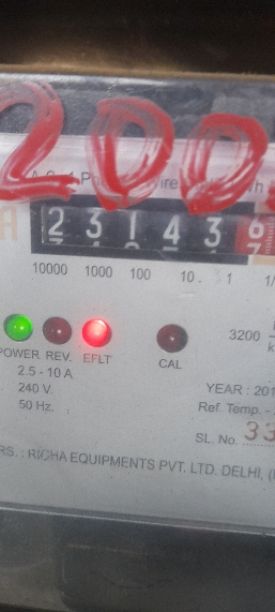 200
2 3 1 4 3 6
10000 1000 100 10 1 1/
3200
POWER REV. EFLT CAL
2.5 - 10 A
240 V.
50 Hz.
YEAR : 201
Ref. Temp. -
SL. No. 33
RS. : RICHA EQUIPMENTS PVT. LTD. DELHI, (